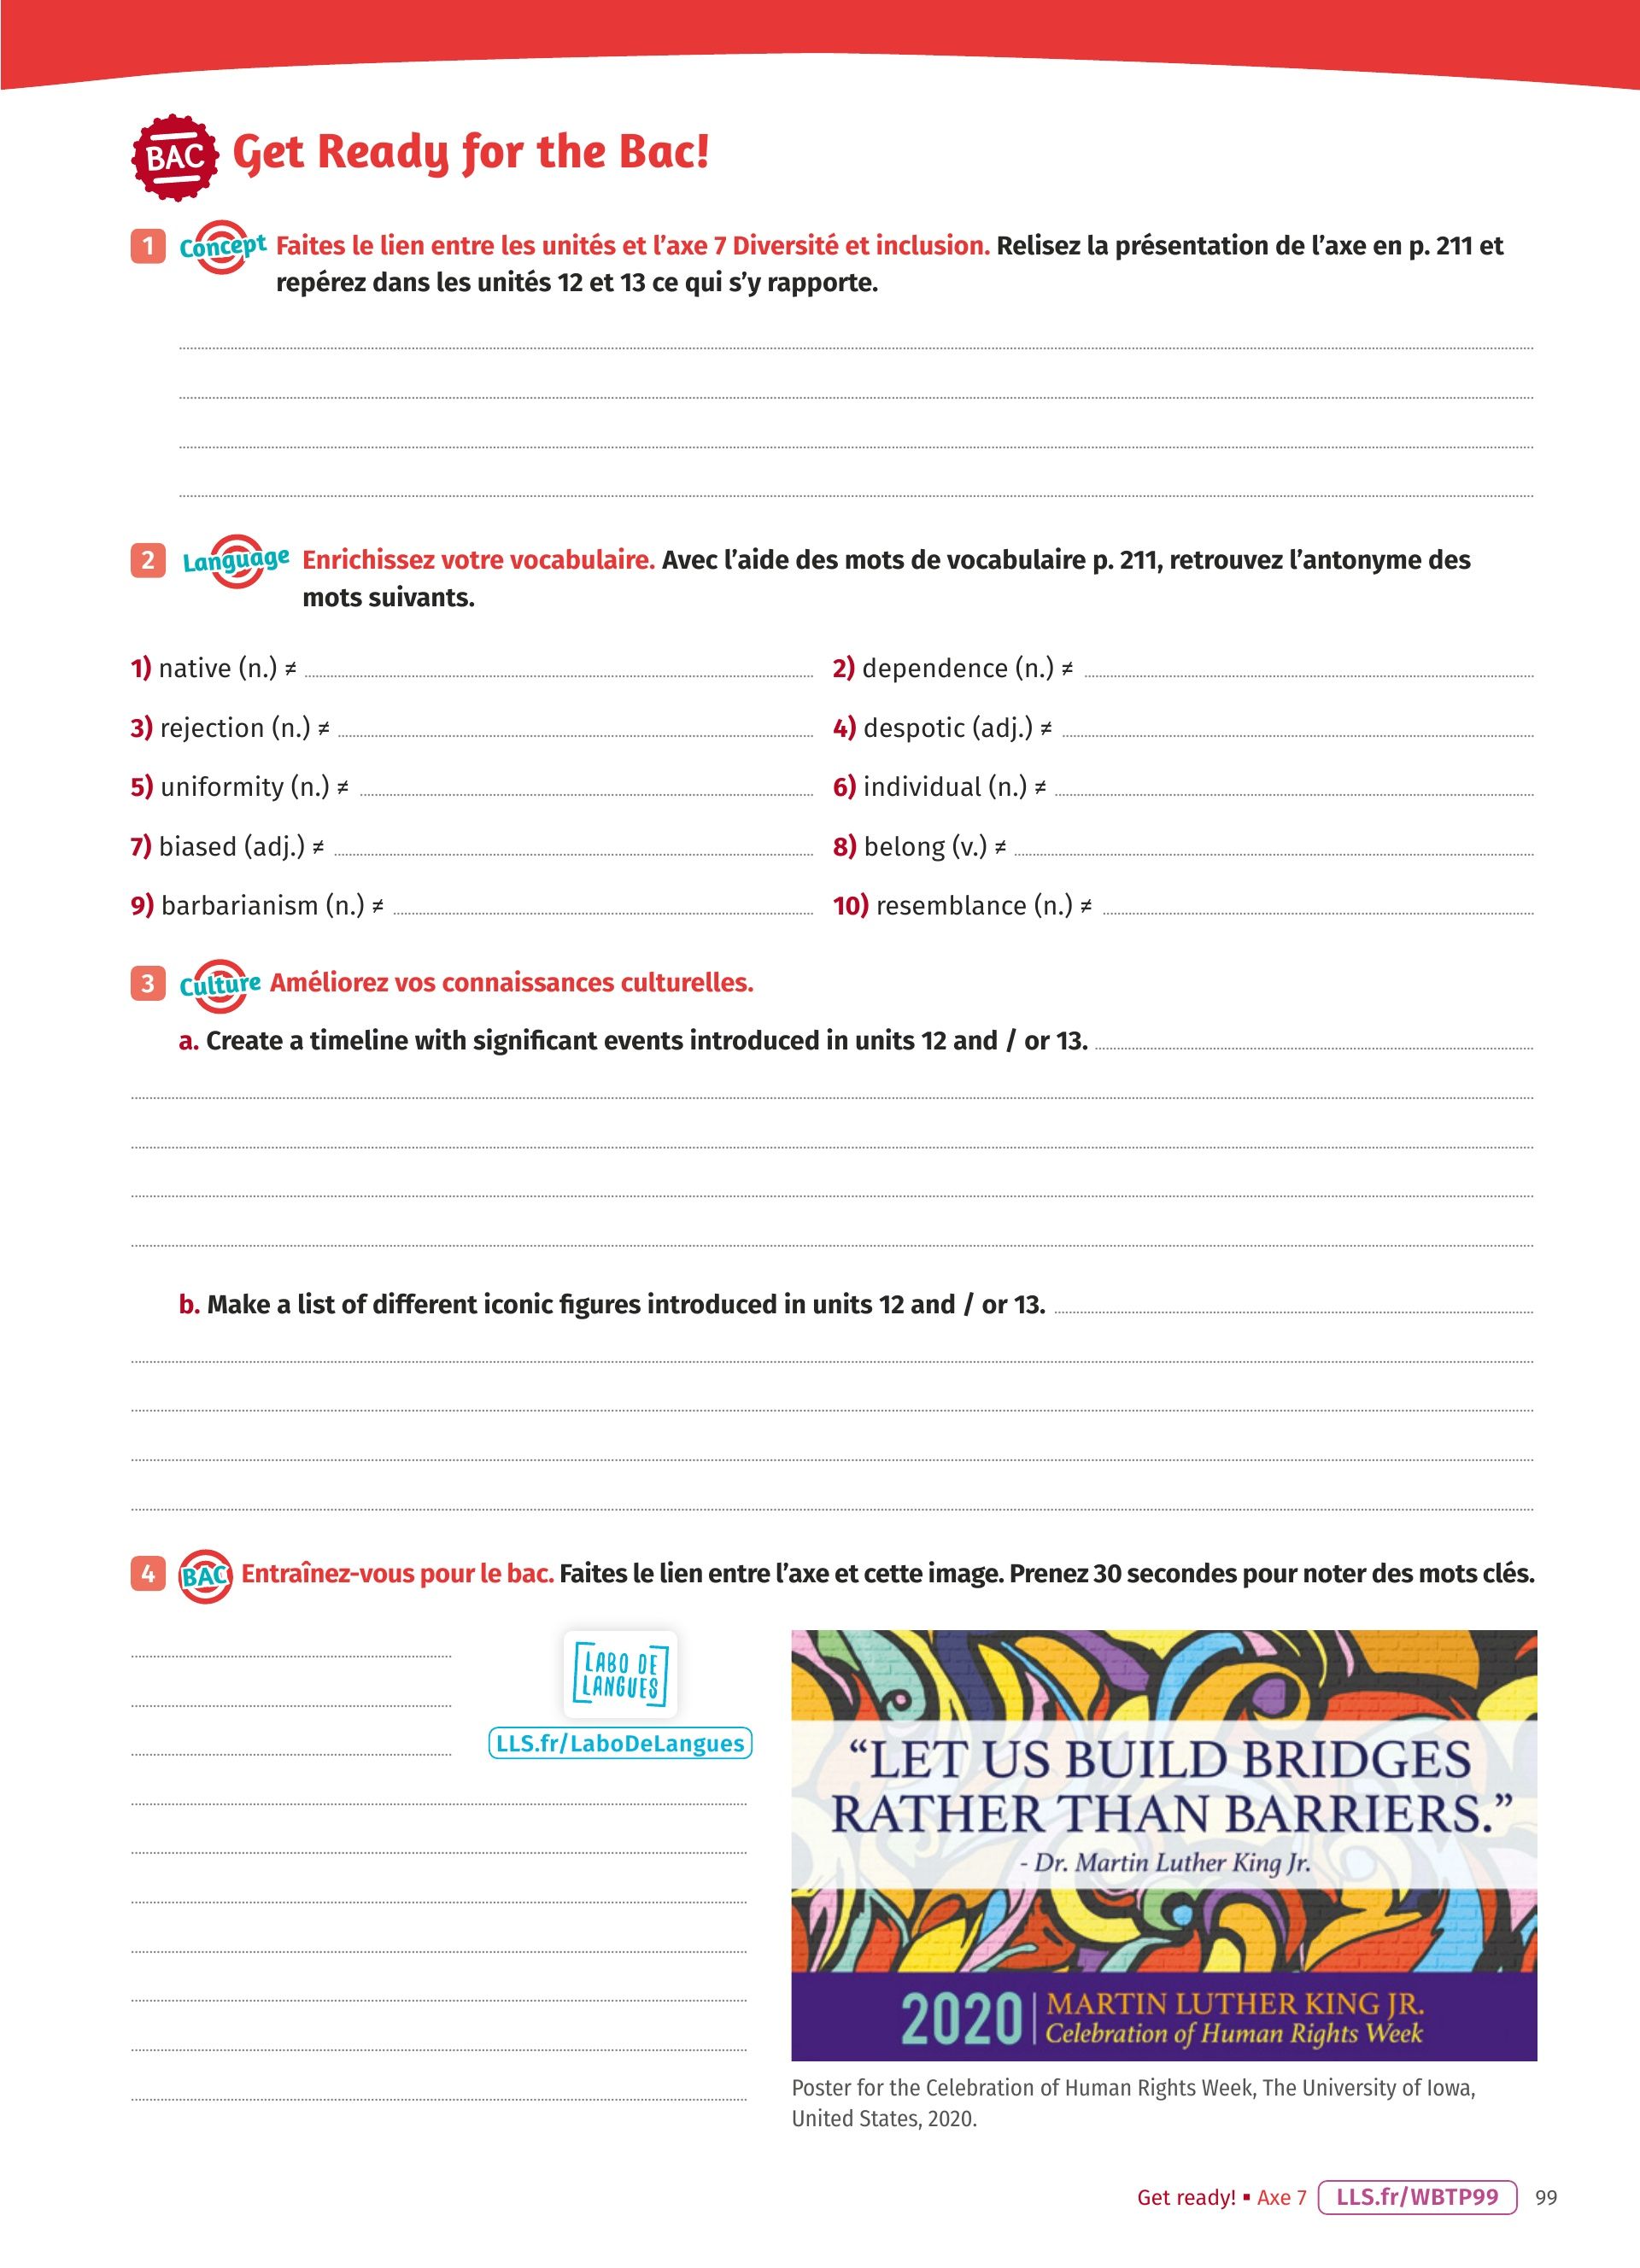 BAC
Get Ready for the Bac!
1 Concept Faites le lien entre les unités et l’axe 7 Diversité et inclusion. Relisez la présentation de l’axe en p. 211 et
repérez dans les unités 12 et 13 ce qui s’y rapporte.
2 Language Enrichissez votre vocabulaire. Avec l’aide des mots de vocabulaire p. 211, retrouvez l’antonyme des
mots suivants.
1) native (n.) ≠
2) dependence (n.) ≠
3) rejection (n.) ≠
4) despotic (adj.) ≠
5) uniformity (n.) ≠
6) individual (n.) ≠
7) biased (adj.) ≠
8) belong (v.) ≠
9) barbarianism (n.) ≠
10) resemblance (n.) ≠
3 Culture Améliorez vos connaissances culturelles.
a. Create a timeline with significant events introduced in units 12 and / or 13.
b. Make a list of different iconic figures introduced in units 12 and / or 13.
4 BAC Entraînez-vous pour le bac. Faites le lien entre l’axe et cette image. Prenez 30 secondes pour noter des mots clés.
LABO DE
LANGUES
LLS.fr/LaboDeLangues
“LET US BUILD BRIDGES
RATHER THAN BARRIERS.”
- Dr. Martin Luther King Jr.
2020 | MARTIN LUTHER KING JR.
Celebration of Human Rights Week
Poster for the Celebration of Human Rights Week, The University of Iowa,
United States, 2020.
Get ready! ▪ Axe 7 LLS.fr/WBTP99 99